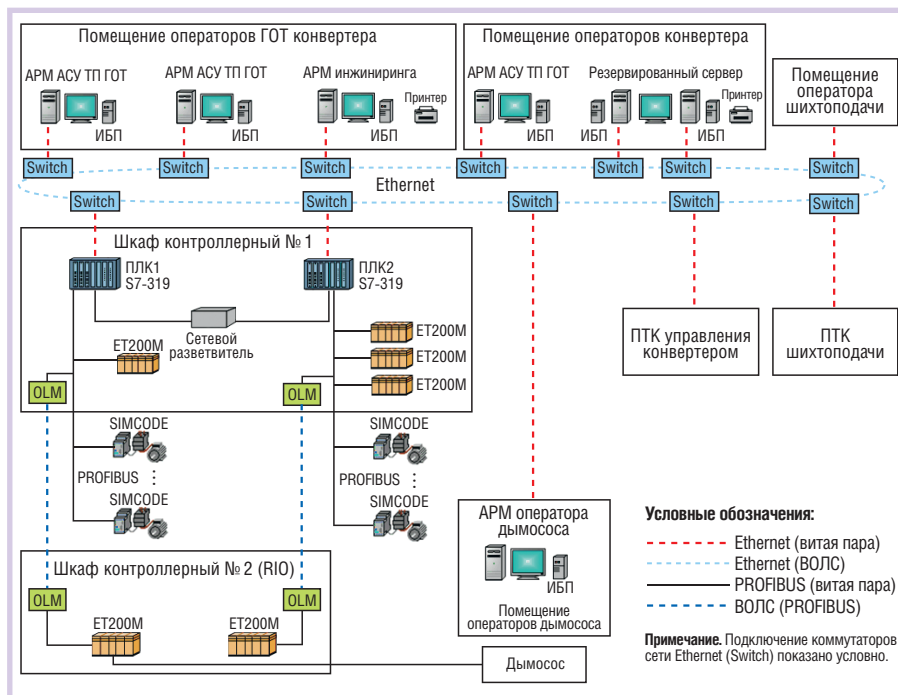 Помещение операторов ГОТ конвертера
АРМ АСУ ТП ГОТ
АРМ АСУ ТП ГОТ
АРМ инжиниринга
Принтер
ИБП
ИБП
ИБП
Помещение операторов конвертера
АРМ АСУ ТП ГОТ
Резервированный сервер
Принтер
ИБП
ИБП
ИБП
Помещение
оператора
шихтоподачи
Switch
Switch
Switch
Switch
Switch
Switch
Switch
Ethernet
Switch
Switch
Switch
Switch
Switch
Шкаф контроллерный № 1
ПЛК1
S7-319
ПЛК2
S7-319
Сетевой
разветвитель
ET200M
ET200M
ET200M
ET200M
OLM
OLM
ПТК управления
конвертером
ПТК
шихтоподачи
SIMCODE
PROFIBUS
SIMCODE
SIMCODE
PROFIBUS
SIMCODE
Шкаф контроллерный № 2 (RIO)
OLM
OLM
ET200M
ET200M
АРМ оператора
дымососа
ИБП
Помещение
операторов дымососа
Дымосос
Условные обозначения:
Ethernet (витая пара)
Ethernet (ВОЛС)
PROFIBUS (витая пара)
ВОЛС (PROFIBUS)
Примечание. Подключение коммутаторов
сети Ethernet (Switch) показано условно.